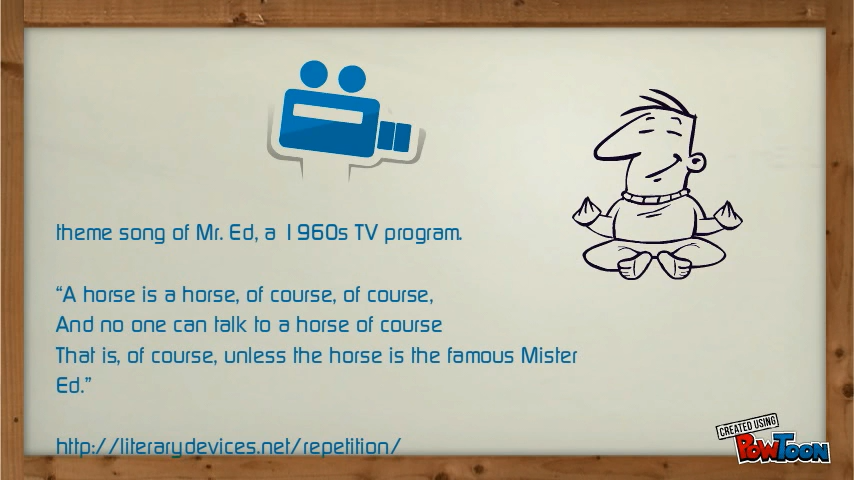 theme song of Mr. Ed, a 1960s TV program.
“A horse is a horse, of course, of course,
And no one can talk to a horse of course
That is, of course, unless the horse is the famous Mister
Ed.”
http://literarydevices.net/repetition/
CREATED USING
POWTOON